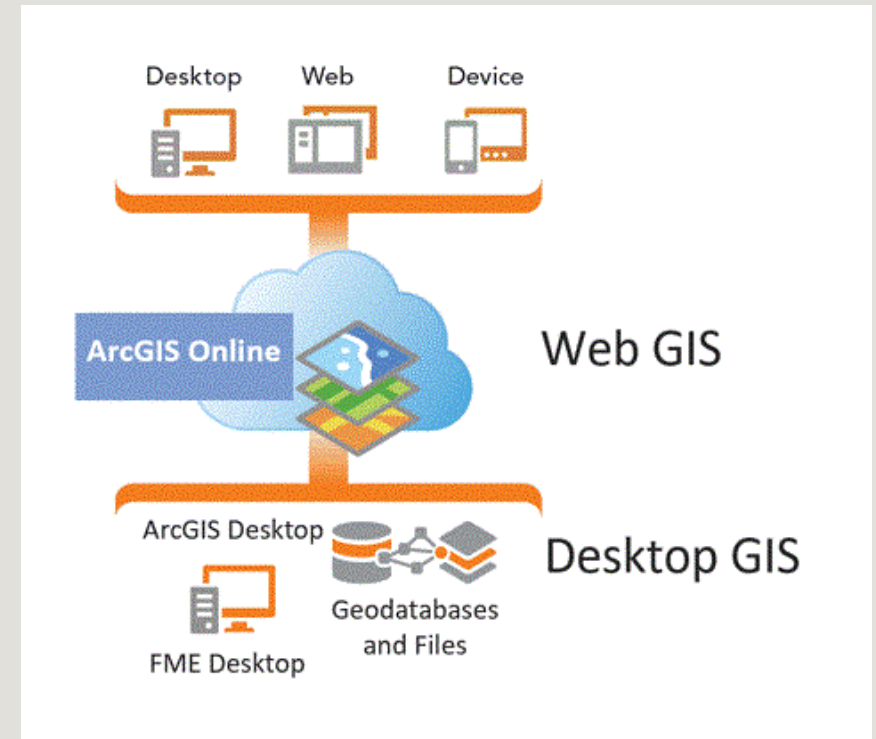 Desktop
Web
Device
ArcGIS Online
Web GIS
ArcGIS Desktop
Desktop GIS
Geodatabases
and Files
FME Desktop